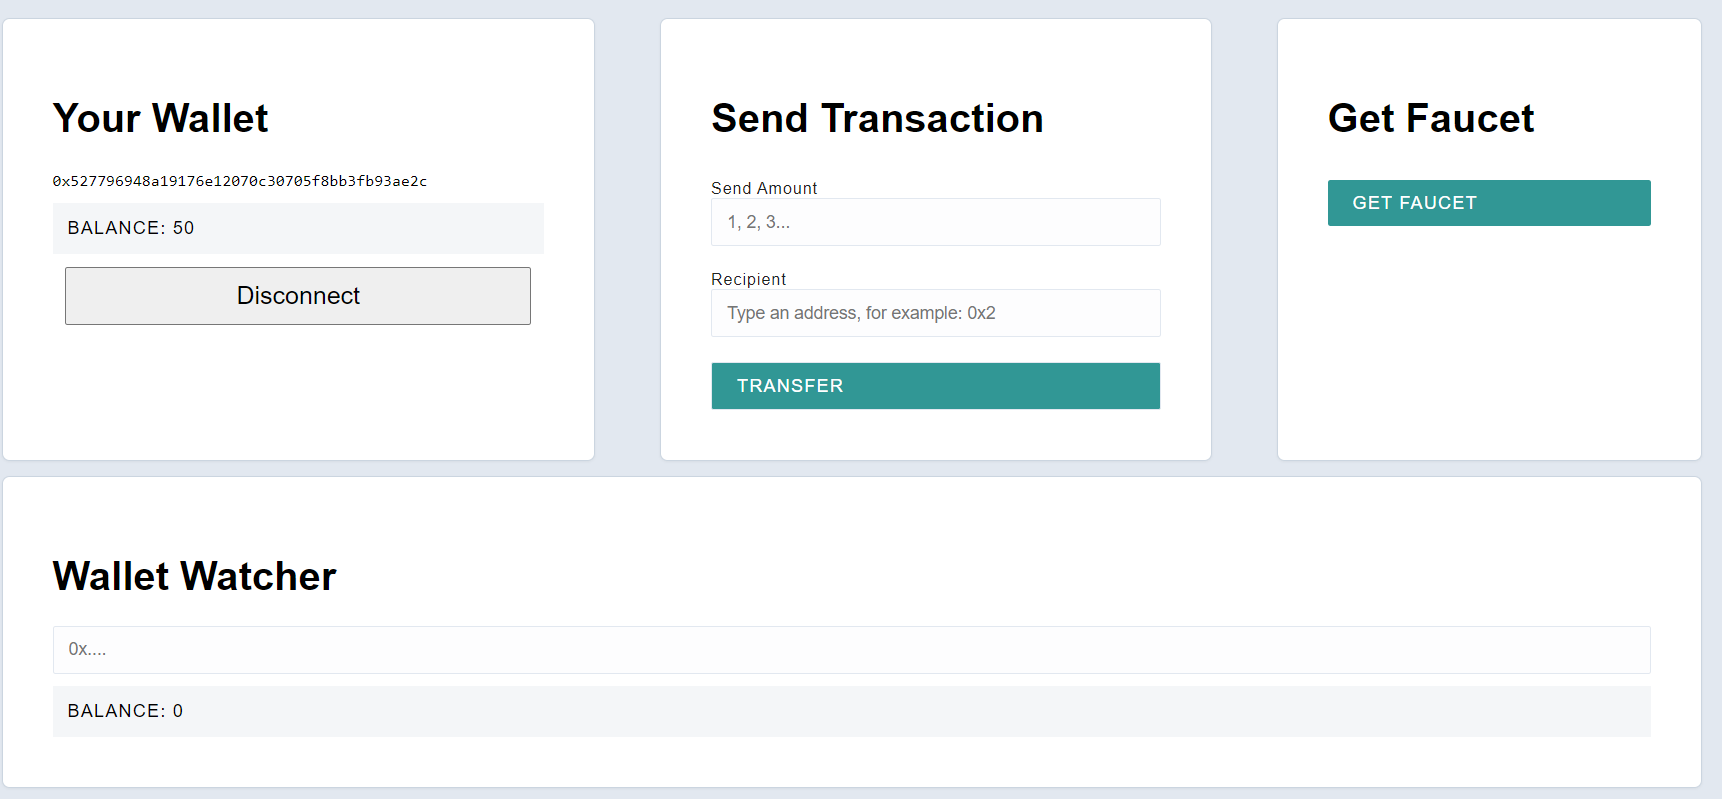 Your Wallet
0x527796948a19176e12070c30705f8bb3fb93ae2c
BALANCE: 50
Disconnect
Send Transaction
Send Amount
1, 2, 3...
Recipient
Type an address, for example: 0x2
TRANSFER
Get Faucet
GET FAUCET
Wallet Watcher
0x....
BALANCE: 0